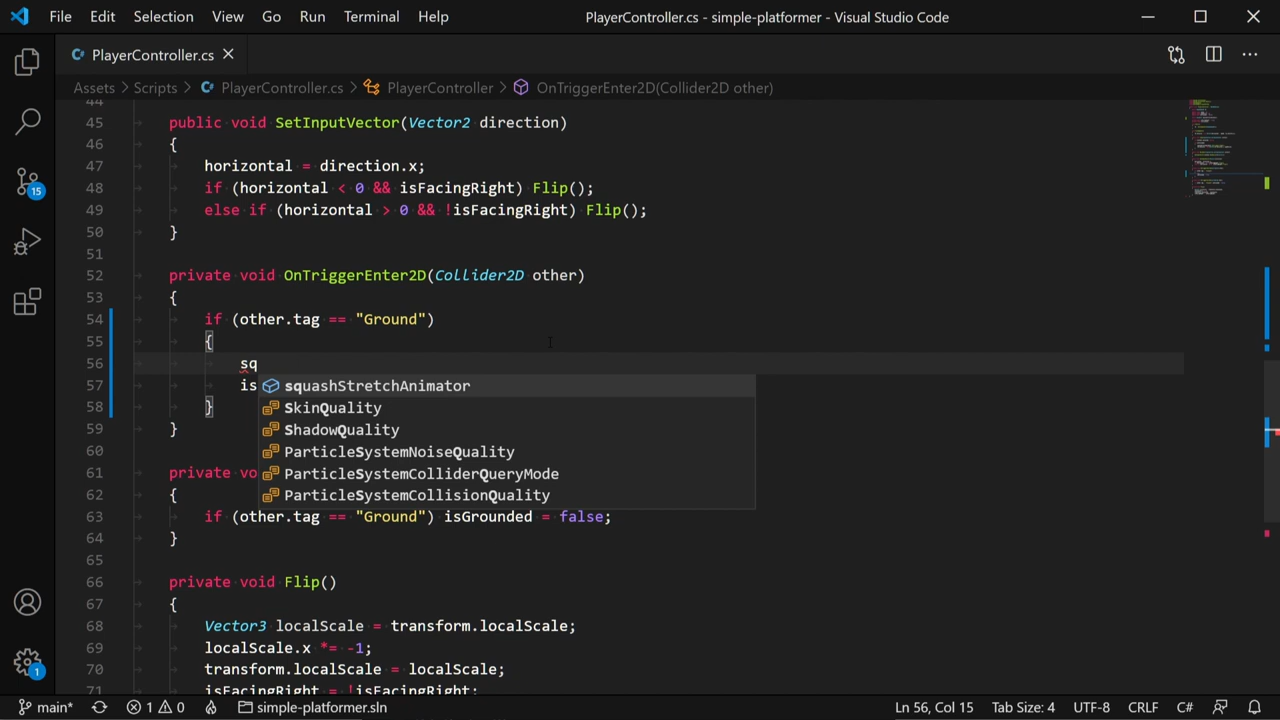 File Edit Selection View Go Run Terminal Help PlayerController.cs - simple-platformer - Visual Studio Code
PlayerController.cs
Assets > Scripts > PlayerController.cs > PlayerController > OnTriggerEnter2D(Collider2D other)
44
45 public void SetInputVector(Vector2 direction)
46 {
47 horizontal = direction.x;
48 if (horizontal < 0 && isFacingRight) Flip();
49 else if (horizontal > 0 && !isFacingRight) Flip();
50 }
51
52 private void OnTriggerEnter2D(Collider2D other)
53 {
54 if (other.tag == "Ground")
55 {
56 sq
squashStretchAnimator
57 is
SkinQuality
58 }
ShadowQuality
59 }
ParticleSystemNoiseQuality
60
61 private vo
ParticleSystemColliderQueryMode
62 {
ParticleSystemCollisionQuality
63 if (other.tag == "Ground") isGrounded = false;
64 }
65
66 private void Flip()
67 {
68 Vector3 localScale = transform.localScale;
69 localScale.x *= -1;
70 transform.localScale = localScale;
71 isFacingRight = !isFacingRight;
15
1
main* 1 0 simple-platformer.sln Ln 56, Col 15 Tab Size: 4 UTF-8 CRLF C#